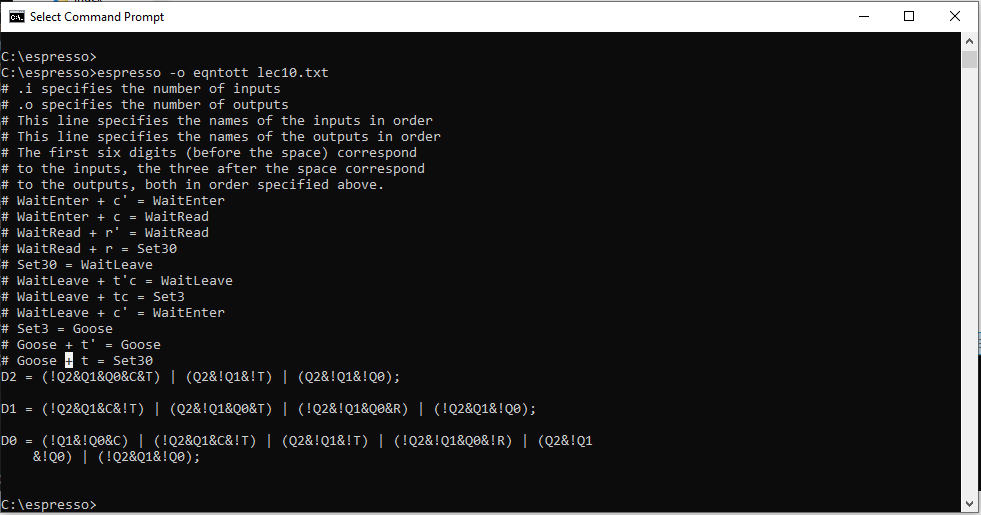 Select Command Prompt
C:\espresso>
C:\espresso>espresso -o eqntott lec10.txt
# .i specifies the number of inputs
# .o specifies the number of outputs
# This line specifies the names of the inputs in order
# This line specifies the names of the outputs in order
# The first six digits (before the space) correspond
# to the inputs, the three after the space correspond
# to the outputs, both in order specified above.
# WaitEnter + c' = WaitEnter
# WaitEnter + c = WaitRead
# WaitRead + r' = WaitRead
# WaitRead + r = Set30
# Set30 = WaitLeave
# WaitLeave + t'c = WaitLeave
# WaitLeave + tc = Set3
# WaitLeave + c' = WaitEnter
# Set3 = Goose
# Goose + t' = Goose
# Goose + t = Set30
D2 = (!Q2&Q1&Q0&C&T) | (Q2&!Q1&!T) | (Q2&!Q1&!Q0);
D1 = (!Q2&Q1&C&!T) | (Q2&!Q1&Q0&T) | (!Q2&!Q1&Q0&R) | (!Q2&Q1&!Q0);
D0 = (!Q1&!Q0&C) | (!Q2&Q1&C&!T) | (Q2&!Q1&!T) | (!Q2&!Q1&Q0&!R) | (Q2&!Q1
&!Q0) | (!Q2&Q1&!Q0);
C:\espresso>